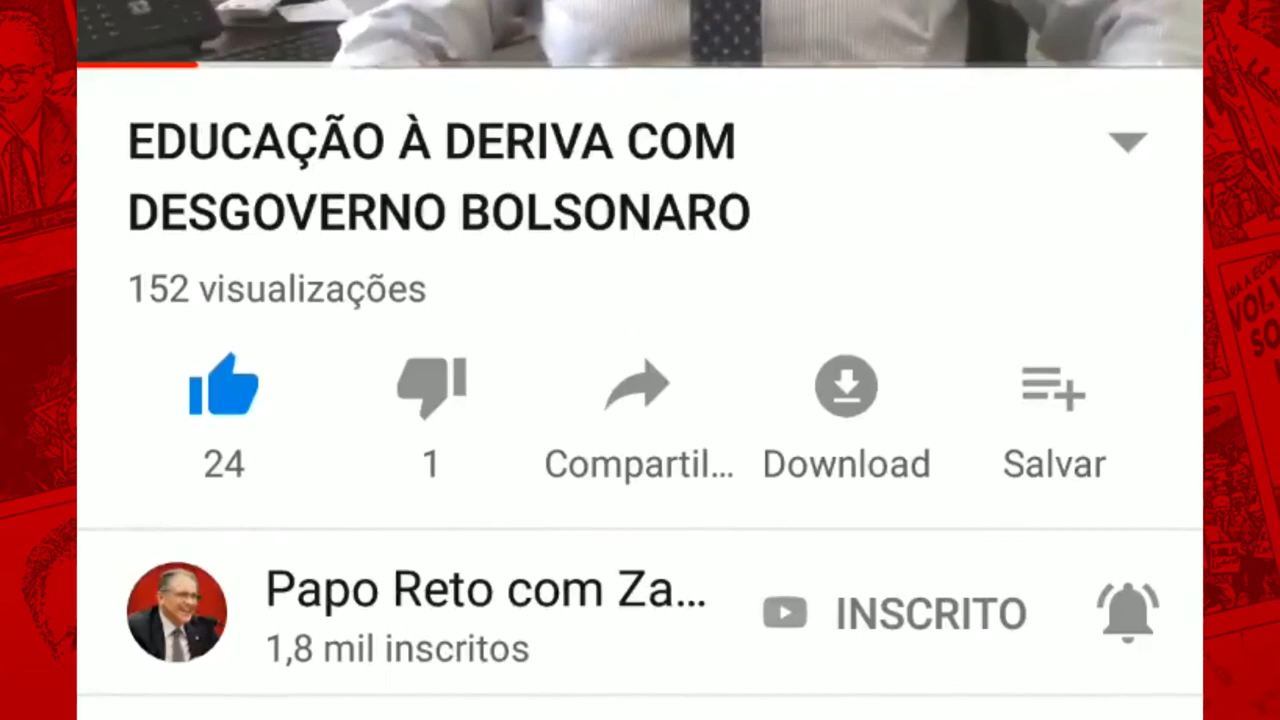 EDUCAÇÃO À DERIVA COM
DESGOVERNO BOLSONARO
152 visualizações
24
1
Compartil...
Download
Salvar
Papo Reto com Za...
INSCRITO
1,8 mil inscritos